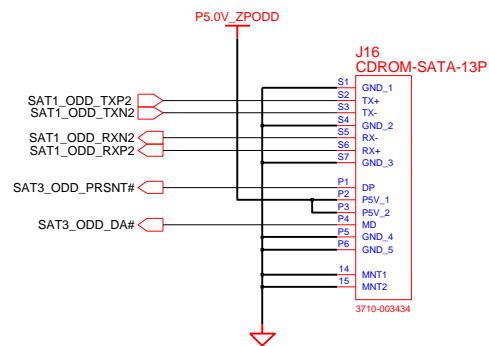 P5.0V_ZPODD
J16
CDROM-SATA-13P
S1 GND_1
SAT1_ODD_TXP2 S2 TX+
SAT1_ODD_TXN2 S3 TX-
S4 GND_2
SAT1_ODD_RXN2 S5 RX-
SAT1_ODD_RXP2 S6 RX+
S7 GND_3
SAT3_ODD_PRSNT# P1 DP
P2 P5V_1
P3 P5V_2
SAT3_ODD_DA# P4 MD
P5 GND_4
P6 GND_5
14 MNT1
15 MNT2
3710-003434